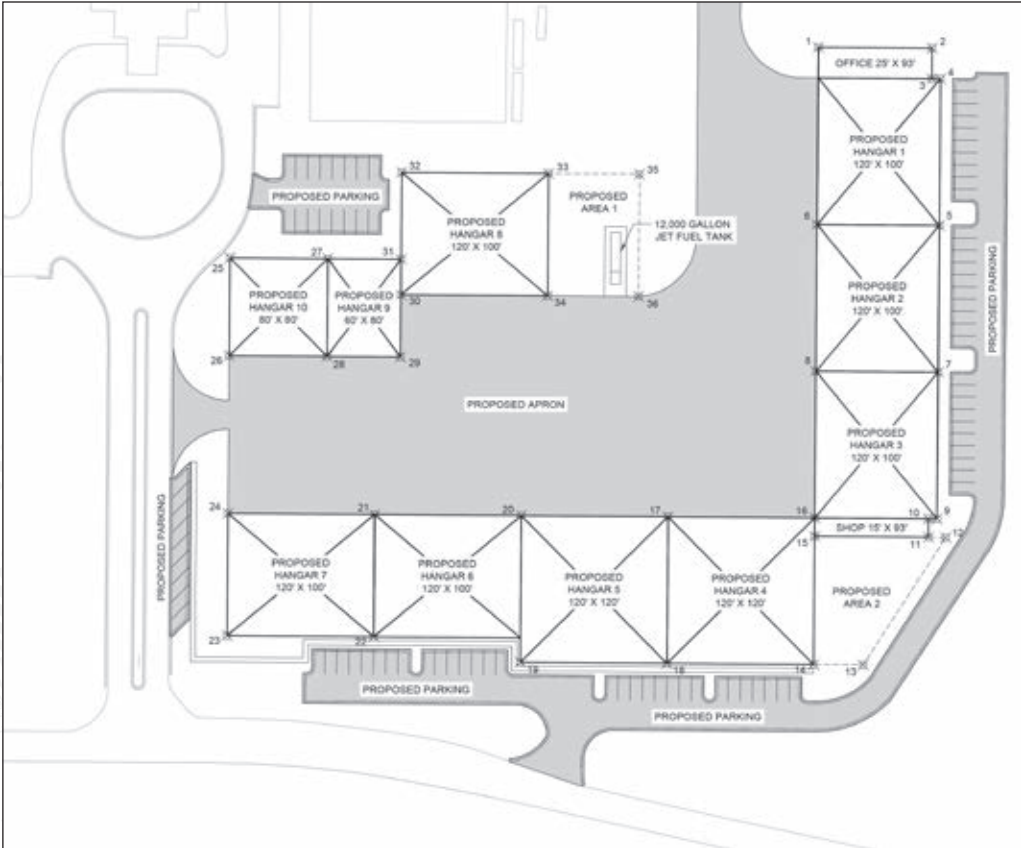 1
2
OFFICE 25' X 93'
3
4
PROPOSED
HANGAR 1
120' X 100'
32
33
35
PROPOSED
AREA 1
PROPOSED PARKING
12,000 GALLON
JET FUEL TANK
PROPOSED
HANGAR 8
120' X 100'
6
5
25
27
31
PROPOSED
HANGAR 10
80' X 80'
PROPOSED
HANGAR 9
60' X 80'
30
34
36
PROPOSED
HANGAR 2
120' X 100'
PROPOSED PARKING
26
28
29
8
7
PROPOSED APRON
PROPOSED
HANGAR 3
120' X 100'
24
21
20
17
16
10
9
SHOP 15' X 93'
15
11
12
PROPOSED PARKING
PROPOSED
HANGAR 7
120' X 100'
PROPOSED
HANGAR 6
120' X 100'
PROPOSED
HANGAR 5
120' X 120'
PROPOSED
HANGAR 4
120' X 120'
PROPOSED
AREA 2
23
22
19
18
14
13
PROPOSED PARKING
PROPOSED PARKING